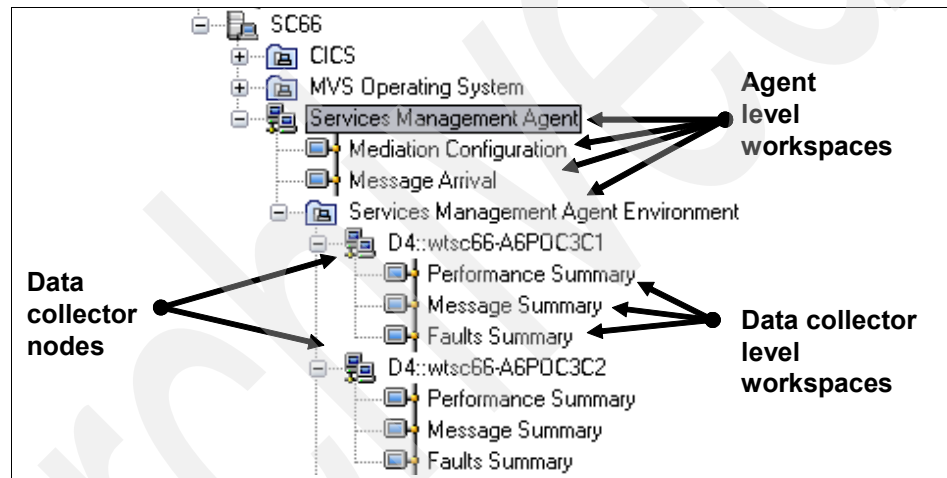 SC66
CICS
MVS Operating System
Services Management Agent
Mediation Configuration
Message Arrival
Services Management Agent Environment
D4::wtsc66-A6POC3C1
Performance Summary
Message Summary
Faults Summary
D4::wtsc66-A6POC3C2
Performance Summary
Message Summary
Faults Summary
Agent
level
workspaces
Data
collector
nodes
Data collector
level
workspaces